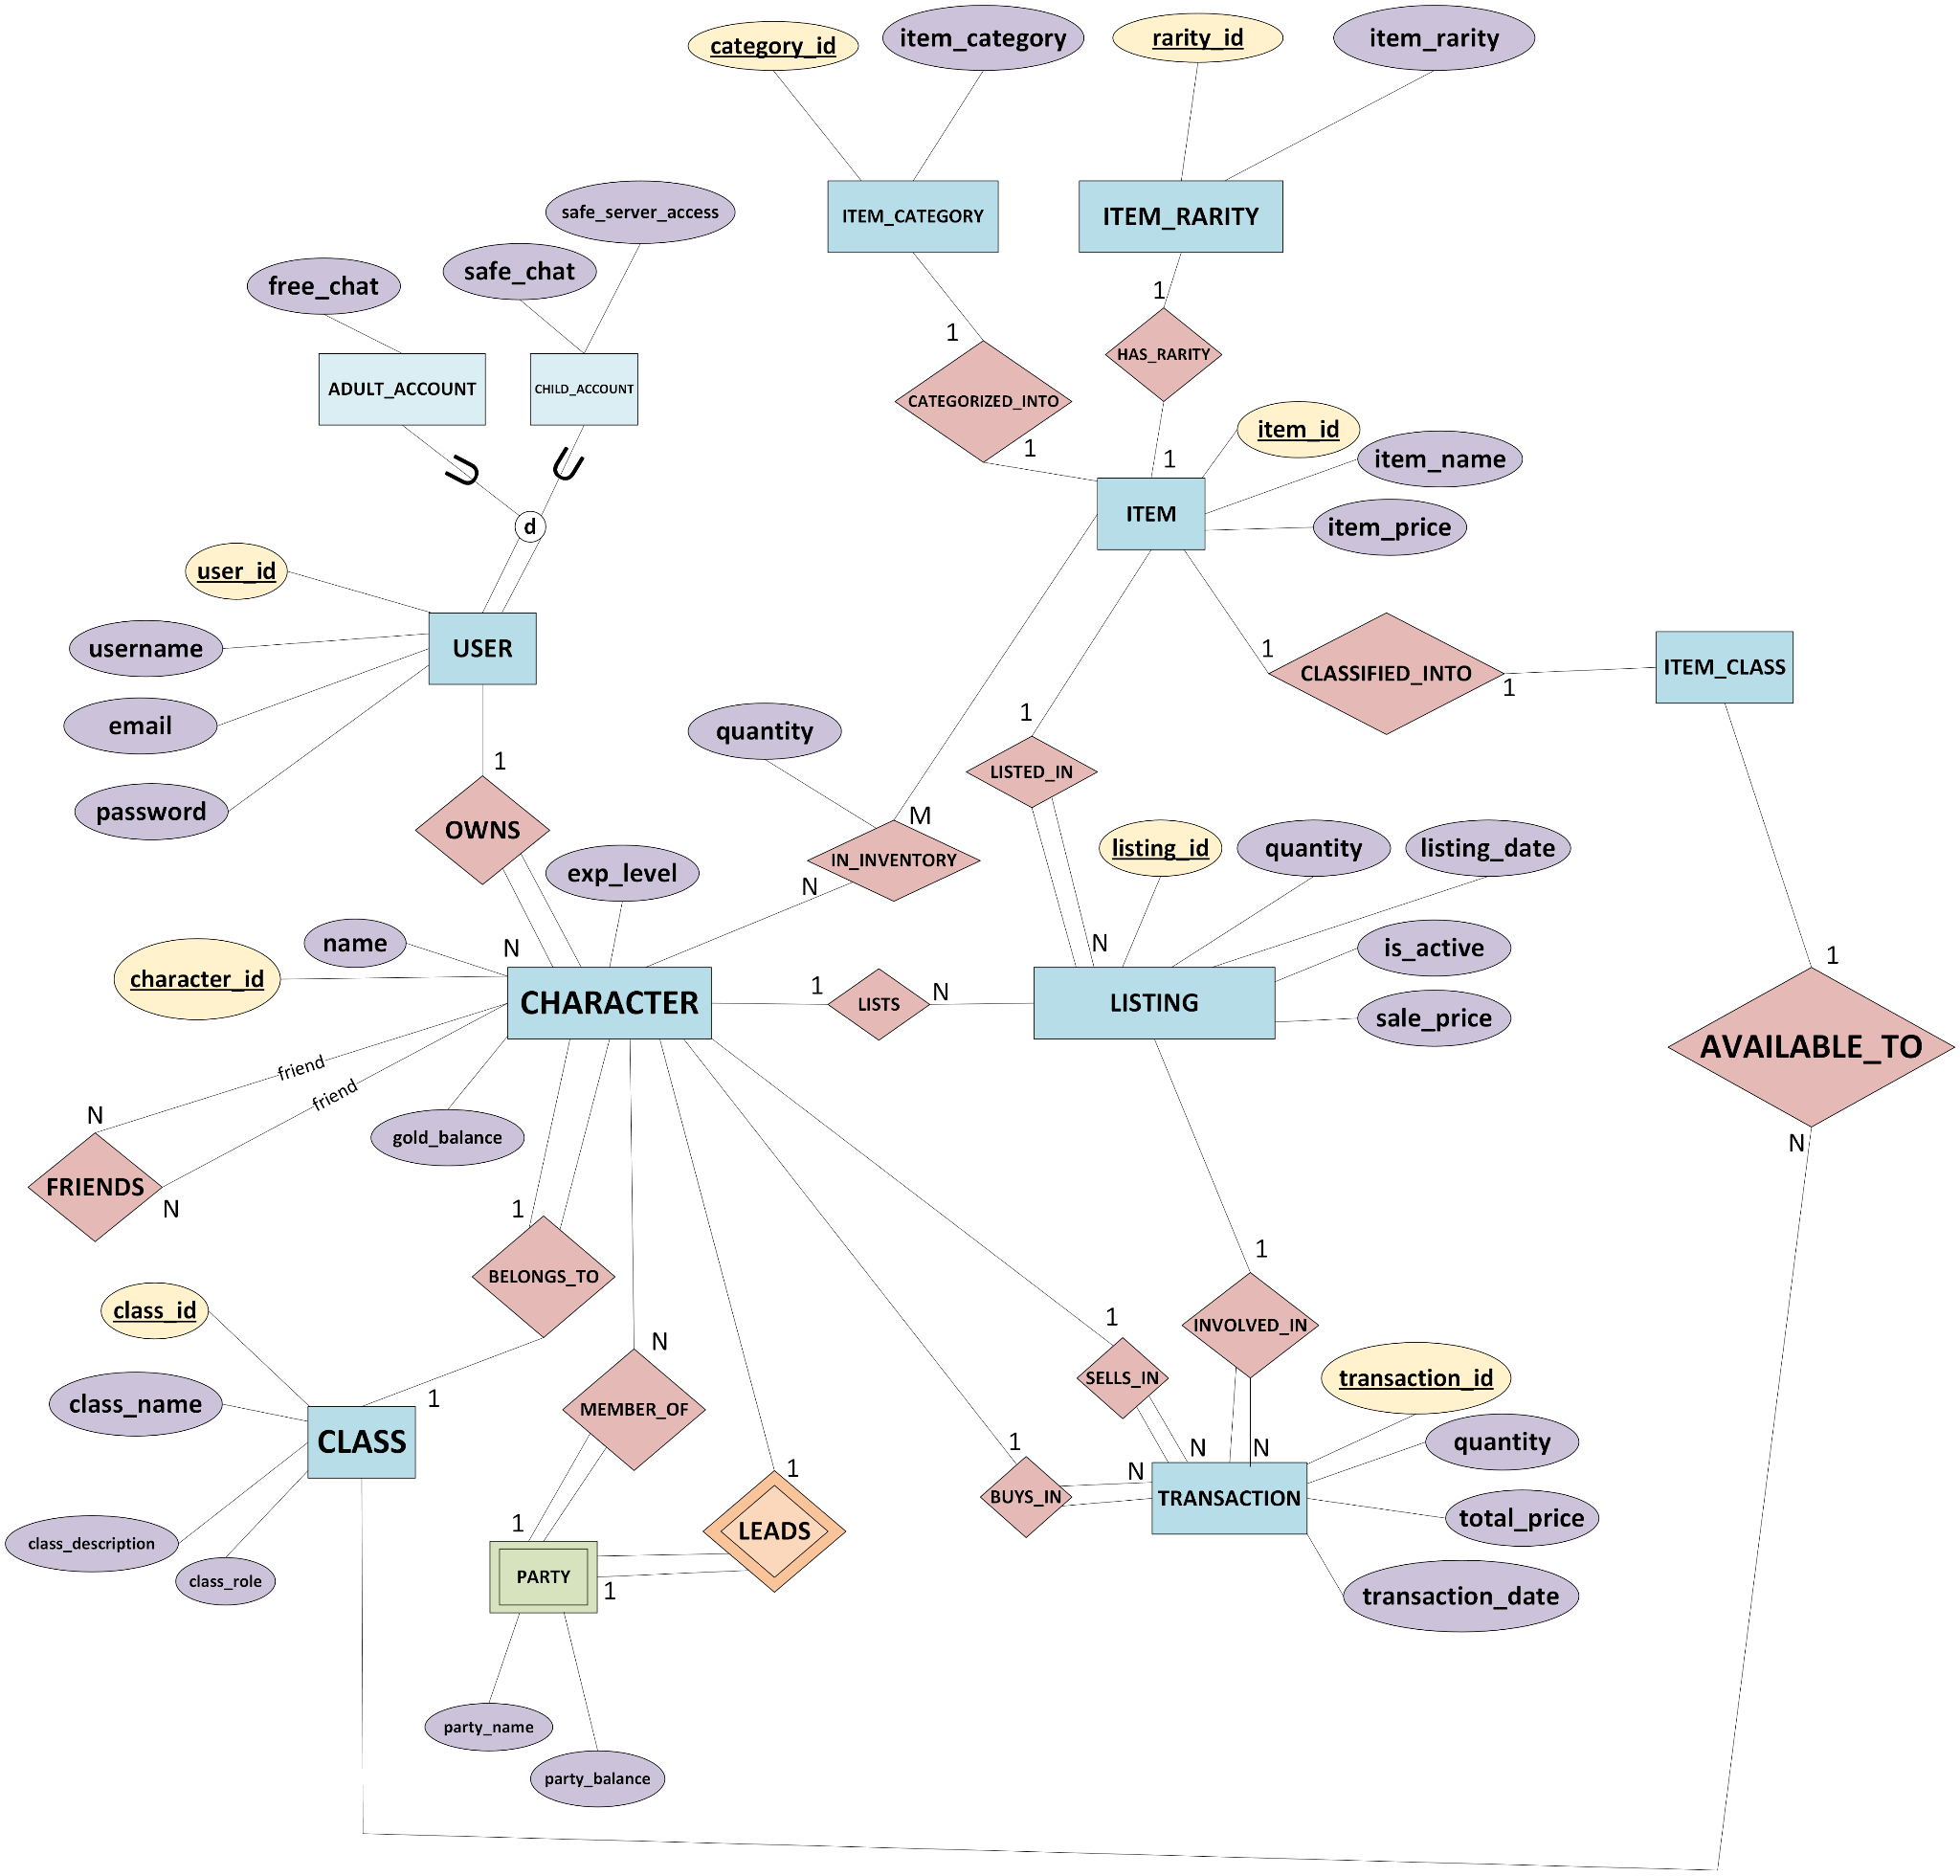 category_id
item_category
rarity_id
item_rarity
ITEM_CATEGORY
ITEM_RARITY
safe_server_access
safe_chat
free_chat
1
1
HAS_RARITY
ADULT_ACCOUNT
CHILD_ACCOUNT
CATEGORIZED_INTO
item_id
1
1
item_name
U
U
ITEM
item_price
d
user_id
username
USER
1
CLASSIFIED_INTO
1
ITEM_CLASS
email
1
quantity
password
1
LISTED_IN
OWNS
M
IN_INVENTORY
N
exp_level
listing_id
quantity
listing_date
name
N
N
is_active
1
character_id
CHARACTER
1
LISTS
N
LISTING
sale_price
AVAILABLE_TO
N
friend
friend
N
gold_balance
FRIENDS
N
1
BELONGS_TO
1
class_id
1
INVOLVED_IN
N
1
SELLS_IN
transaction_id
class_name
1
MEMBER_OF
CLASS
1
1
N
N
N
quantity
BUYS_IN
TRANSACTION
total_price
1
LEADS
class_description
class_role
PARTY
1
transaction_date
party_name
party_balance